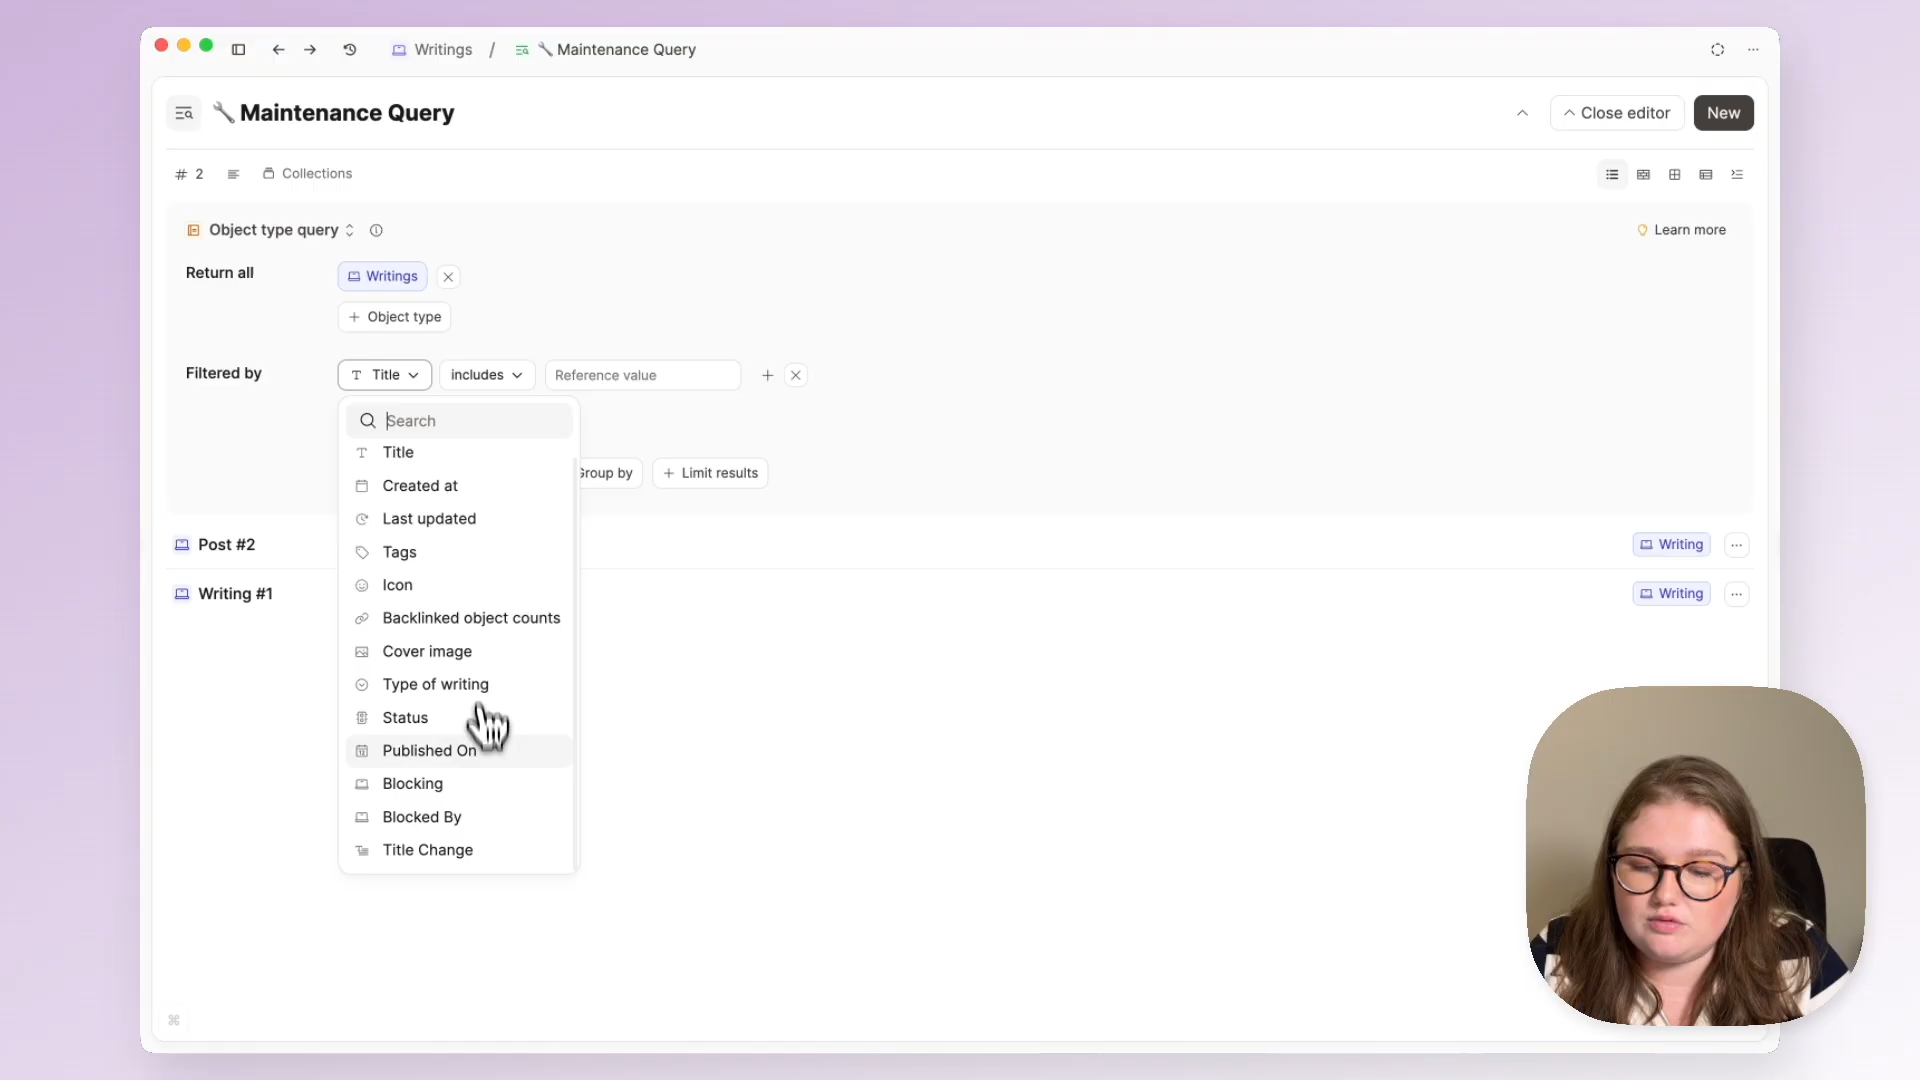 Writings / 🔧 Maintenance Query
🔧 Maintenance Query
Close editor
New
# 2
Collections
Object type query
Learn more
Return all
Writings
+ Object type
Filtered by
Title
includes
Reference value
Search
Title
Created at
Last updated
Tags
Icon
Backlinked object counts
Cover image
Type of writing
Status
Published On
Blocking
Blocked By
Title Change
Group by
+ Limit results
Post #2
Writing
Writing #1
Writing